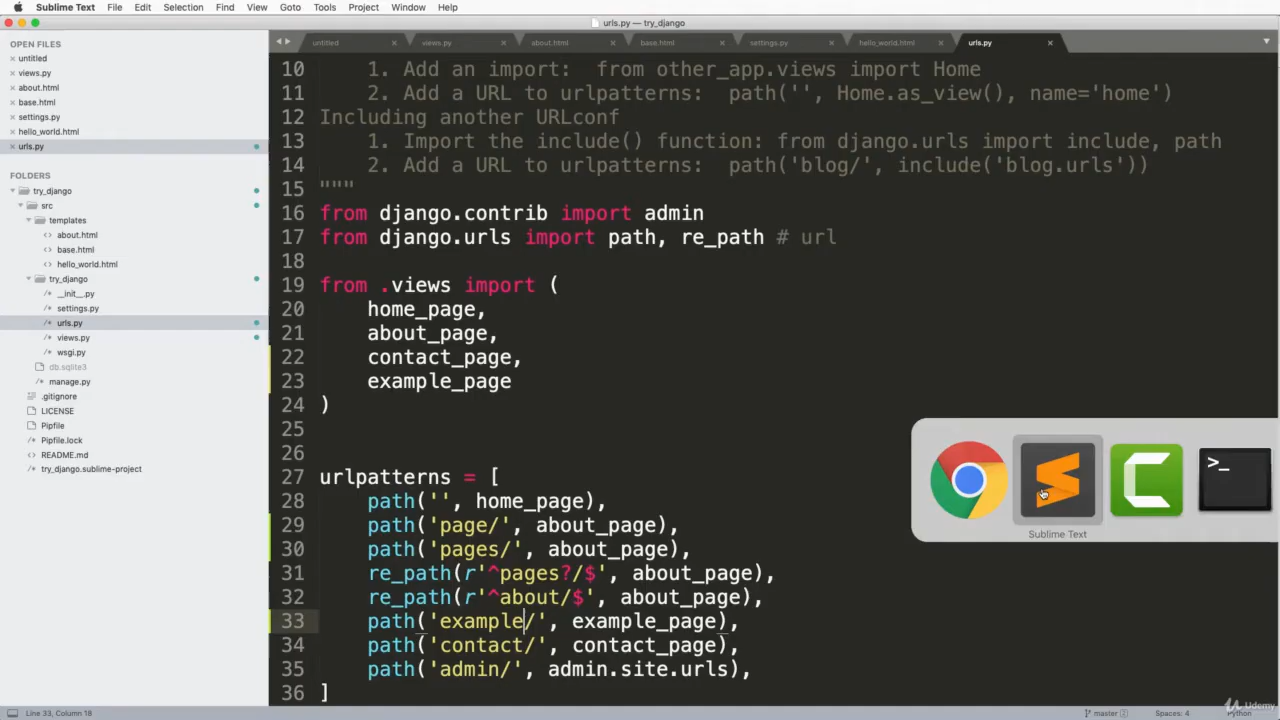 Sublime Text File Edit Selection Find View Goto Tools Project Window Help
urls.py — try_django
OPEN FILES
untitled
views.py
about.html
base.html
settings.py
hello_world.html
urls.py
FOLDERS
try_django
src
templates
about.html
base.html
hello_world.html
try_django
__init__.py
settings.py
urls.py
views.py
wsgi.py
db.sqlite3
manage.py
.gitignore
LICENSE
Pipfile
Pipfile.lock
README.md
try_django.sublime-project
untitled views.py about.html base.html settings.py hello_world.html urls.py
10 1. Add an import: from other_app.views import Home
11 2. Add a URL to urlpatterns: path('', Home.as_view(), name='home')
12 Including another URLconf
13 1. Import the include() function: from django.urls import include, path
14 2. Add a URL to urlpatterns: path('blog/', include('blog.urls'))
15 """
16 from django.contrib import admin
17 from django.urls import path, re_path # url
18
19 from .views import (
20 home_page,
21 about_page,
22 contact_page,
23 example_page
24 )
25
26
27 urlpatterns = [
28 path('', home_page),
29 path('page/', about_page),
30 path('pages/', about_page),
31 re_path(r'^pages?/$', about_page),
32 re_path(r'^about/$', about_page),
33 path('example/', example_page),
34 path('contact/', contact_page),
35 path('admin/', admin.site.urls),
36 ]
>_
Sublime Text
Udemy
Line 33, Column 18 master 2 Spaces: 4 Python